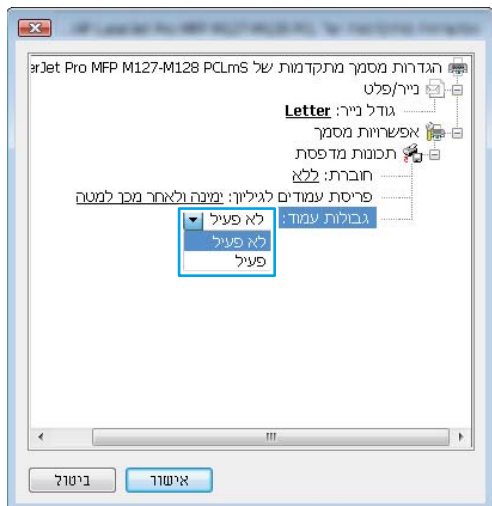 הגדרות מסמך מתקדמות של erJet Pro MFP M127-M128 PCLmS
נייר/פלט
גודל נייר: Letter
אפשרויות מסמך
תכונות מדפסת
חוברת: ללא
פריסת עמודים לגיליון: ימינה ולאחר מכן למטה
גבולות עמוד: לא פעיל
לא פעיל
פעיל
אישור
ביטול